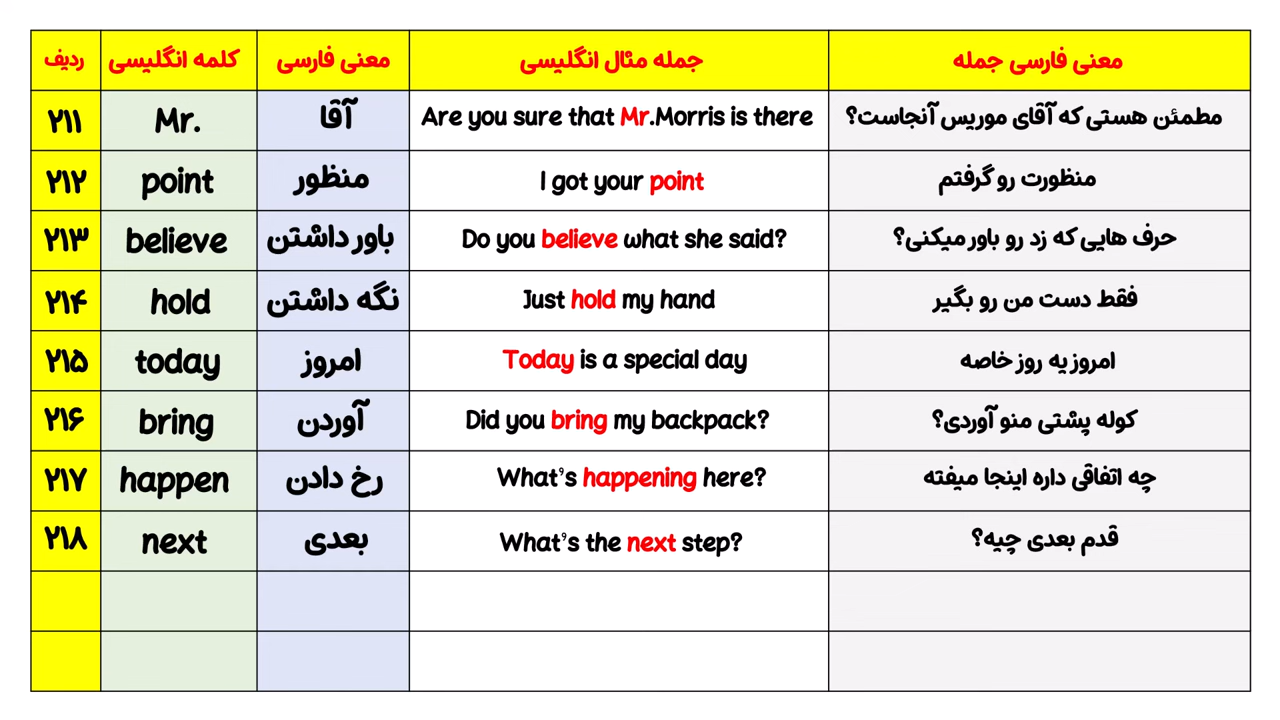 ردیف کلمه انگلیسی معنی فارسی جمله مثال انگلیسی معنی فارسی جمله
۲۱۱ Mr. آقا Are you sure that Mr.Morris is there مطمئن هستی که آقای موریس آنجاست؟
۲۱۲ point منظور I got your point منظورت رو گرفتم
۲۱۳ believe باور داشتن Do you believe what she said? حرف هایی که زد رو باور میکنی؟
۲۱۴ hold نگه داشتن Just hold my hand فقط دست من رو بگیر
۲۱۵ today امروز Today is a special day امروز یه روز خاصه
۲۱۶ bring آوردن Did you bring my backpack? کوله پشتی منو آوردی؟
۲۱۷ happen رخ دادن What's happening here? چه اتفاقی داره اینجا میفته
۲۱۸ next بعدی What's the next step? قدم بعدی چیه؟